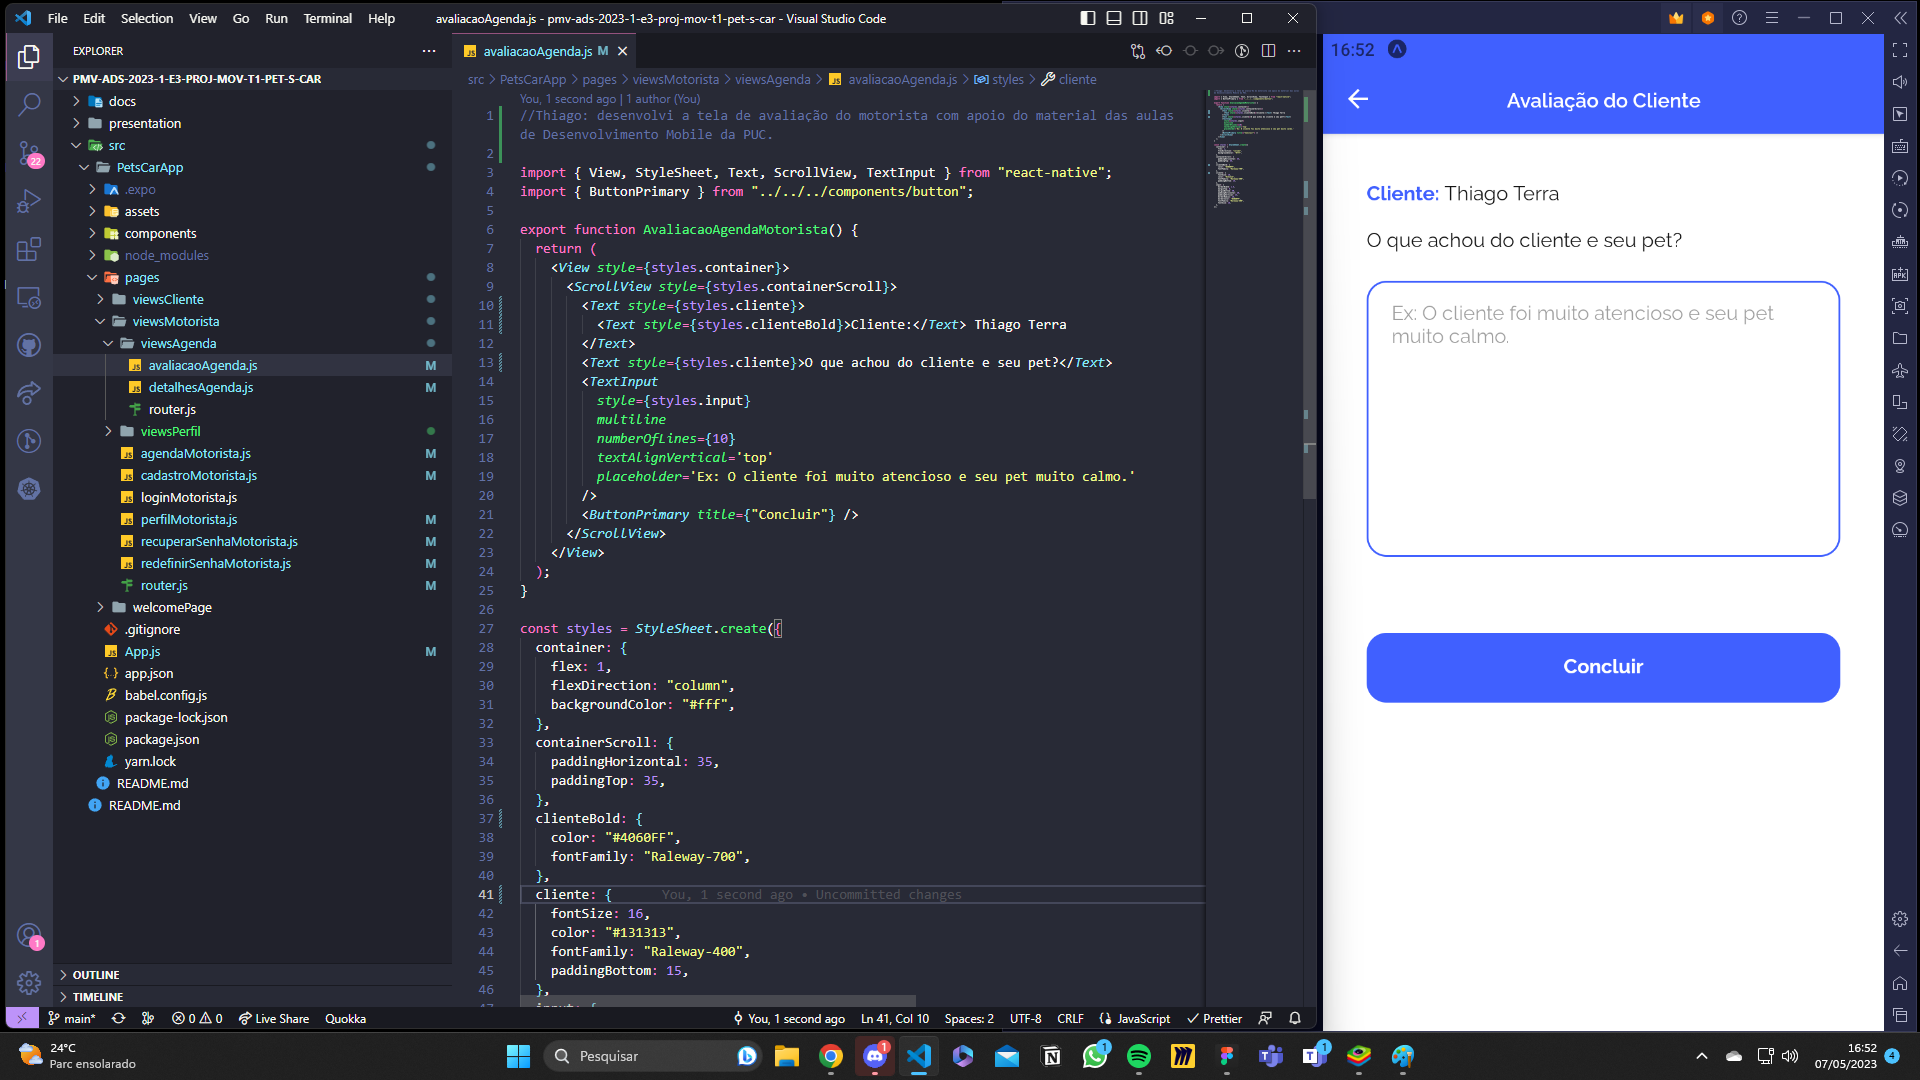 File Edit Selection View Go Run Terminal Help
avaliacaoAgenda.js - pmv-ads-2023-1-e3-proj-mov-t1-pet-s-car - Visual Studio Code
EXPLORER
PMV-ADS-2023-1-E3-PROJ-MOV-T1-PET-S-CAR
docs
presentation
src
PetsCarApp
.expo
assets
components
node_modules
pages
viewsCliente
viewsMotorista
viewsAgenda
avaliacaoAgenda.js M
detalhesAgenda.js M
router.js
viewsPerfil
agendaMotorista.js M
cadastroMotorista.js M
loginMotorista.js
perfilMotorista.js M
recuperarSenhaMotorista.js M
redefinirSenhaMotorista.js M
router.js M
welcomePage
.gitignore
App.js M
app.json
babel.config.js
package-lock.json
package.json
yarn.lock
README.md
README.md
OUTLINE
TIMELINE
22
1
avaliacaoAgenda.js M
src > PetsCarApp > pages > viewsMotorista > viewsAgenda > avaliacaoAgenda.js > styles > cliente
You, 1 second ago | 1 author (You)
1 //Thiago: desenvolvi a tela de avaliação do motorista com apoio do material das aulas
de Desenvolvimento Mobile da PUC.
2
3 import { View, StyleSheet, Text, ScrollView, TextInput } from "react-native";
4 import { ButtonPrimary } from "../../../components/button";
5
6 export function AvaliacaoAgendaMotorista() {
7 return (
8 <View style={styles.container}>
9 <ScrollView style={styles.containerScroll}>
10 <Text style={styles.cliente}>
11 <Text style={styles.clienteBold}>Cliente:</Text> Thiago Terra
12 </Text>
13 <Text style={styles.cliente}>O que achou do cliente e seu pet?</Text>
14 <TextInput
15 style={styles.input}
16 multiline
17 numberOfLines={10}
18 textAlignVertical='top'
19 placeholder='Ex: O cliente foi muito atencioso e seu pet muito calmo.'
20 />
21 <ButtonPrimary title={"Concluir"} />
22 </ScrollView>
23 </View>
24 );
25 }
26
27 const styles = StyleSheet.create({
28 container: {
29 flex: 1,
30 flexDirection: "column",
31 backgroundColor: "#fff",
32 },
33 containerScroll: {
34 paddingHorizontal: 35,
35 paddingTop: 35,
36 },
37 clienteBold: {
38 color: "#4060FF",
39 fontFamily: "Raleway-700",
40 },
41 cliente: { You, 1 second ago • Uncommitted changes
42 fontSize: 16,
43 color: "#131313",
44 fontFamily: "Raleway-400",
45 paddingBottom: 15,
46 },
47 input: {
main* 0 0 Live Share Quokka
You, 1 second ago Ln 41, Col 10 Spaces: 2 UTF-8 CRLF JavaScript Prettier
16:52
Avaliação do Cliente
Cliente: Thiago Terra
O que achou do cliente e seu pet?
Ex: O cliente foi muito atencioso e seu pet
muito calmo.
Concluir
24°C
Parc ensolarado
Pesquisar
1
1
1
16:52
07/05/2023
4